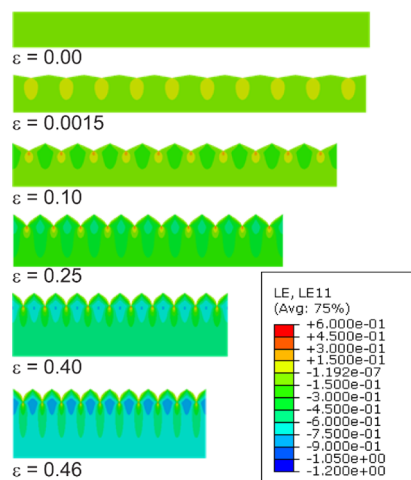 ε = 0.00
ε = 0.0015
ε = 0.10
ε = 0.25
ε = 0.40
ε = 0.46
LE, LE11
(Avg: 75%)
+6.000e-01
+4.500e-01
+3.000e-01
+1.500e-01
-1.192e-07
-1.500e-01
-3.000e-01
-4.500e-01
-6.000e-01
-7.500e-01
-9.000e-01
-1.050e+00
-1.200e+00